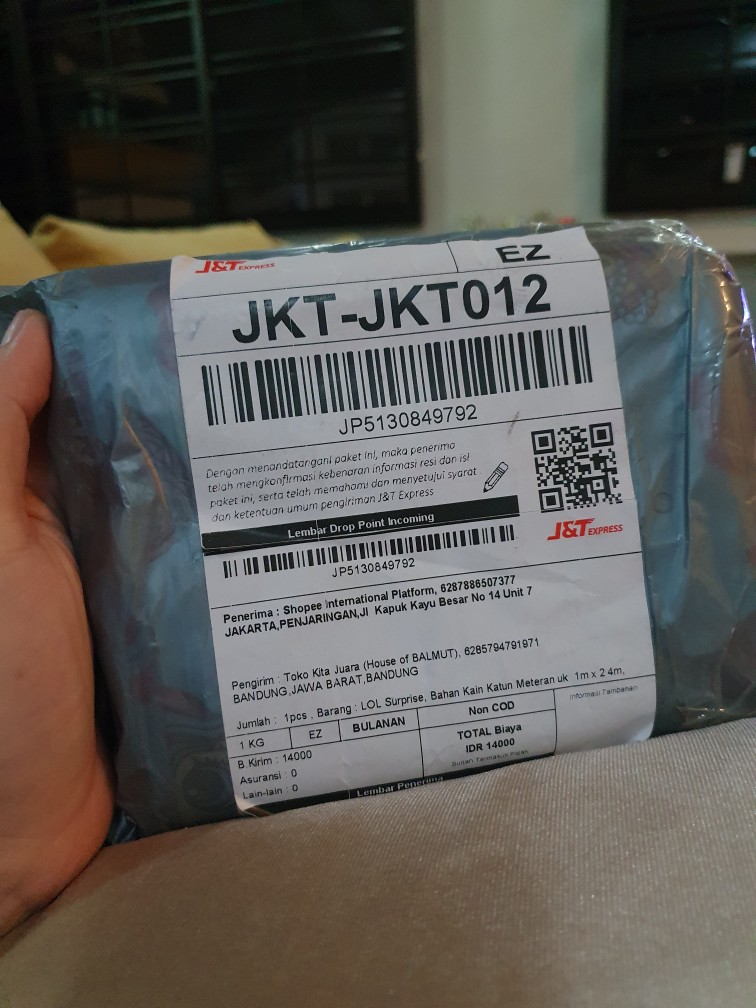 J&T EXPRESS
EZ
JKT-JKT012
JP5130849792
Dengan menandatangani paket ini, maka penerima
telah mengkonfirmasi kebenaran informasi resi dan isi
paket ini, serta telah memahami dan menyetujui syarat
dan ketentuan umum pengiriman J&T Express
J&T EXPRESS
Lembar Drop Point Incoming
JP5130849792
Penerima : Shopee International Platform, 6287886507377
JAKARTA,PENJARINGAN,Jl Kapuk Kayu Besar No 14 Unit 7
Pengirim : Toko Kita Juara (House of BALMUT), 6285794791971
BANDUNG,JAWA BARAT,BANDUNG
Jumlah : 1pcs , Barang : LOL Surprise, Bahan Kain Katun Meteran uk 1m x 2.4m,
1 KG
EZ
BULANAN
Non COD
Informasi Tambahan
B.Kirim : 14000
Asuransi : 0
Lain-lain : 0
TOTAL Biaya
IDR 14000
Sudah Termasuk Pajak
Lembar Penerima